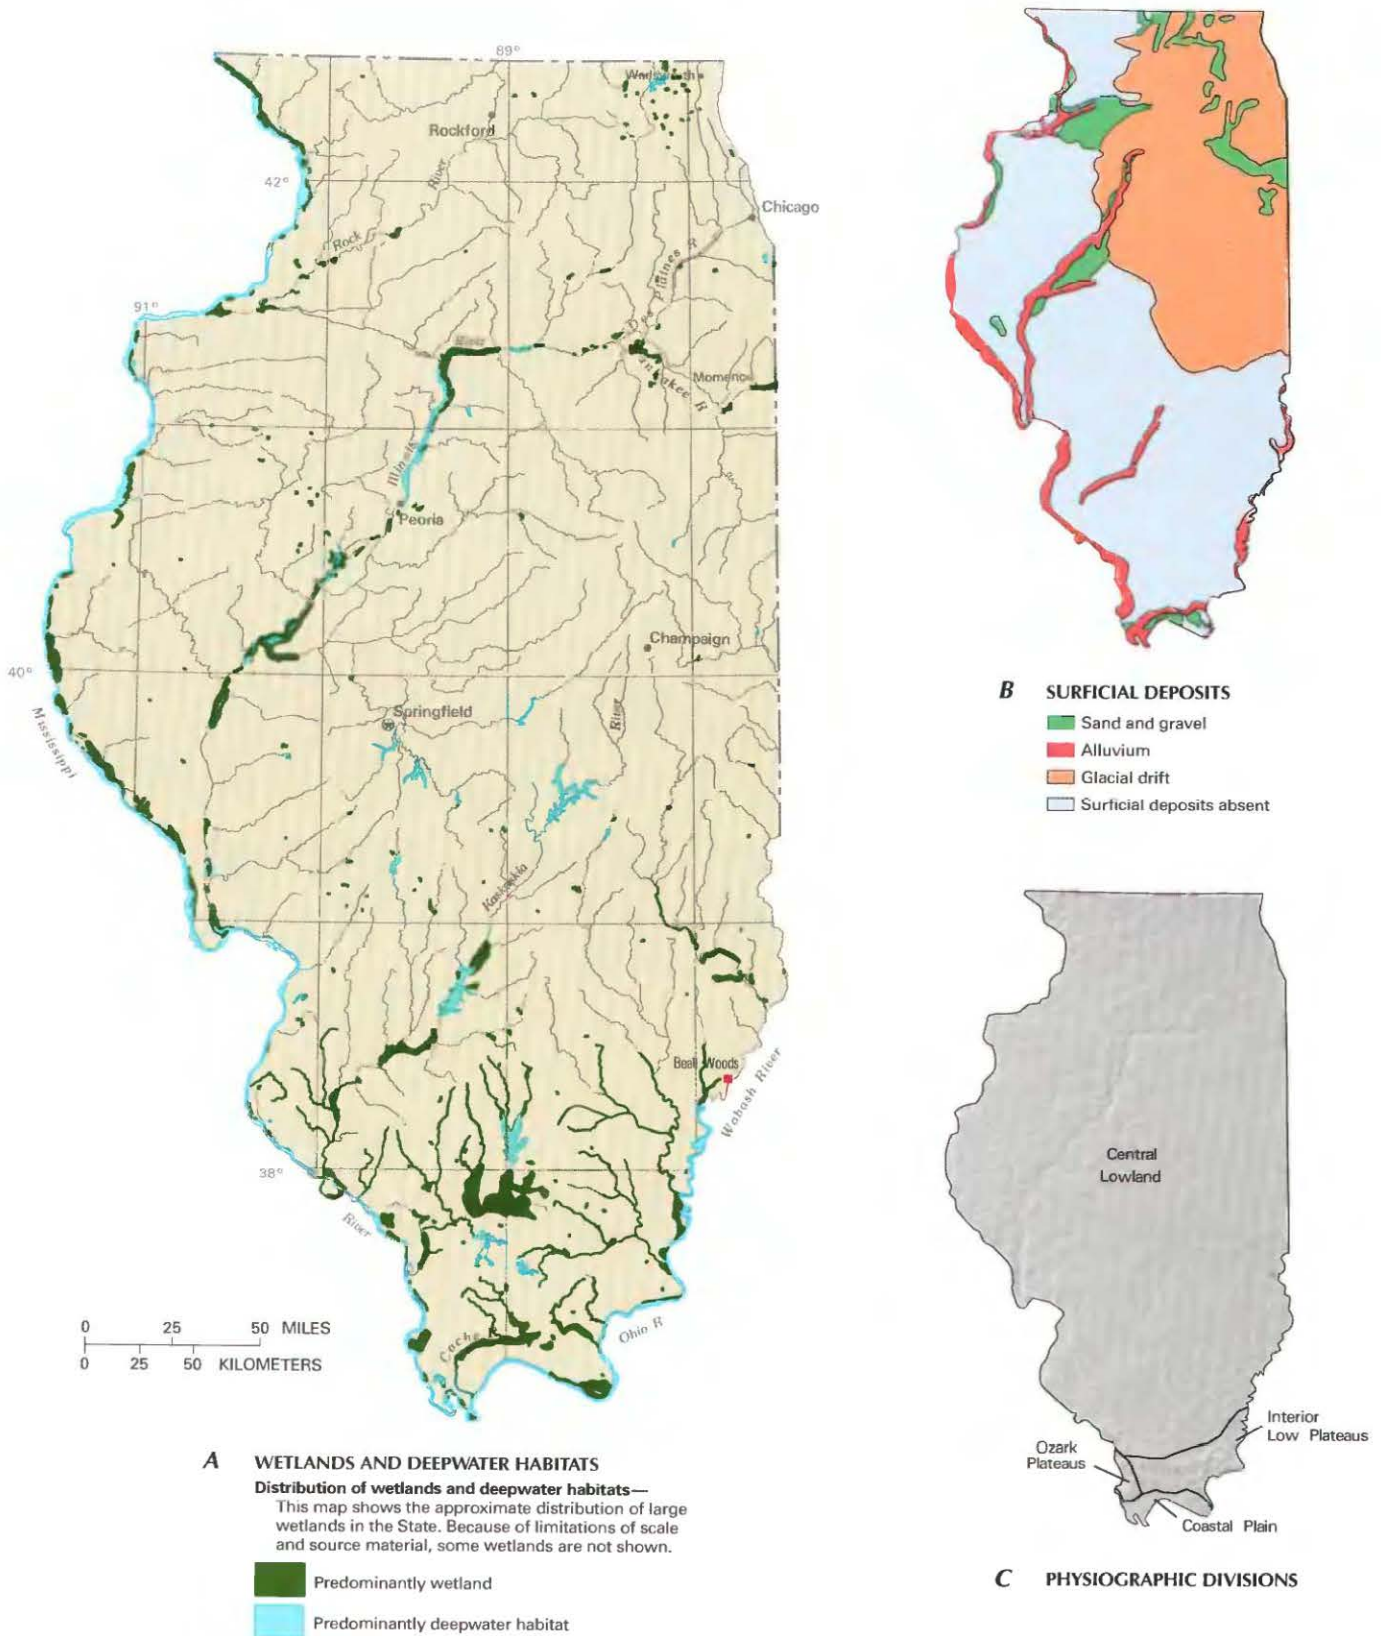 89°
Wadsworth
Rockford
River
42°
Chicago
Rock
Des Plaines R
91°
Kankakee R
Momence
Illinois
Peoria
Champaign
40°
Springfield
River
Mississippi
Kaskaskia
Beall Woods
Wabash River
38°
River
Cache R
Ohio R
0 25 50 MILES
0 25 50 KILOMETERS
A WETLANDS AND DEEPWATER HABITATS
Distribution of wetlands and deepwater habitats—
This map shows the approximate distribution of large
wetlands in the State. Because of limitations of scale
and source material, some wetlands are not shown.
Predominantly wetland
Predominantly deepwater habitat
B SURFICIAL DEPOSITS
Sand and gravel
Alluvium
Glacial drift
Surficial deposits absent
Central
Lowland
Interior
Low Plateaus
Ozark
Plateaus
Coastal Plain
C PHYSIOGRAPHIC DIVISIONS